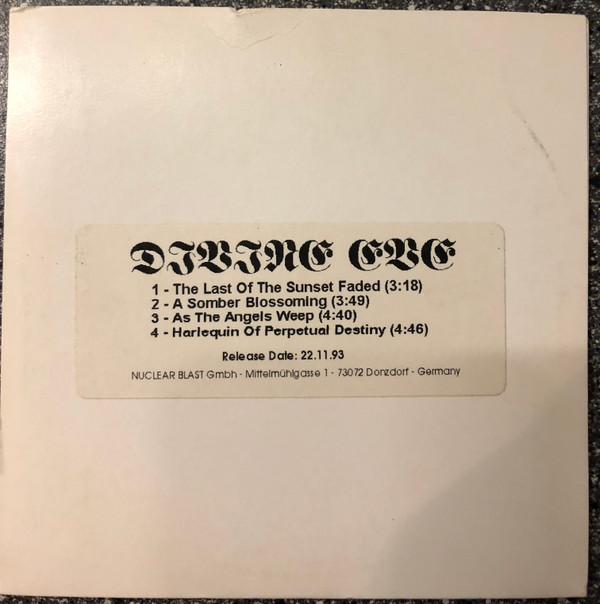 DIVINE EVE
1 - The Last Of The Sunset Faded (3:18)
2 - A Somber Blossoming (3:49)
3 - As The Angels Weep (4:40)
4 - Harlequin Of Perpetual Destiny (4:46)
Release Date: 22.11.93
NUCLEAR BLAST Gmbh - Mittelmühlgasse 1 - 73072 Donzdorf - Germany